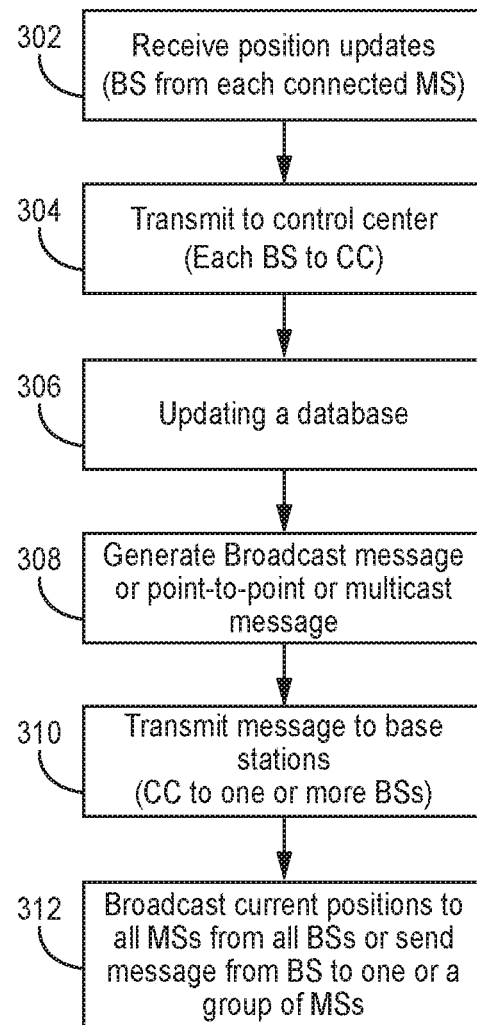 302
Receive position updates
(BS from each connected MS)
304
Transmit to control center
(Each BS to CC)
306
Updating a database
308
Generate Broadcast message
or point-to-point or multicast
message
310
Transmit message to base
stations
(CC to one or more BSs)
312
Broadcast current positions to
all MSs from all BSs or send
message from BS to one or a
group of MSs